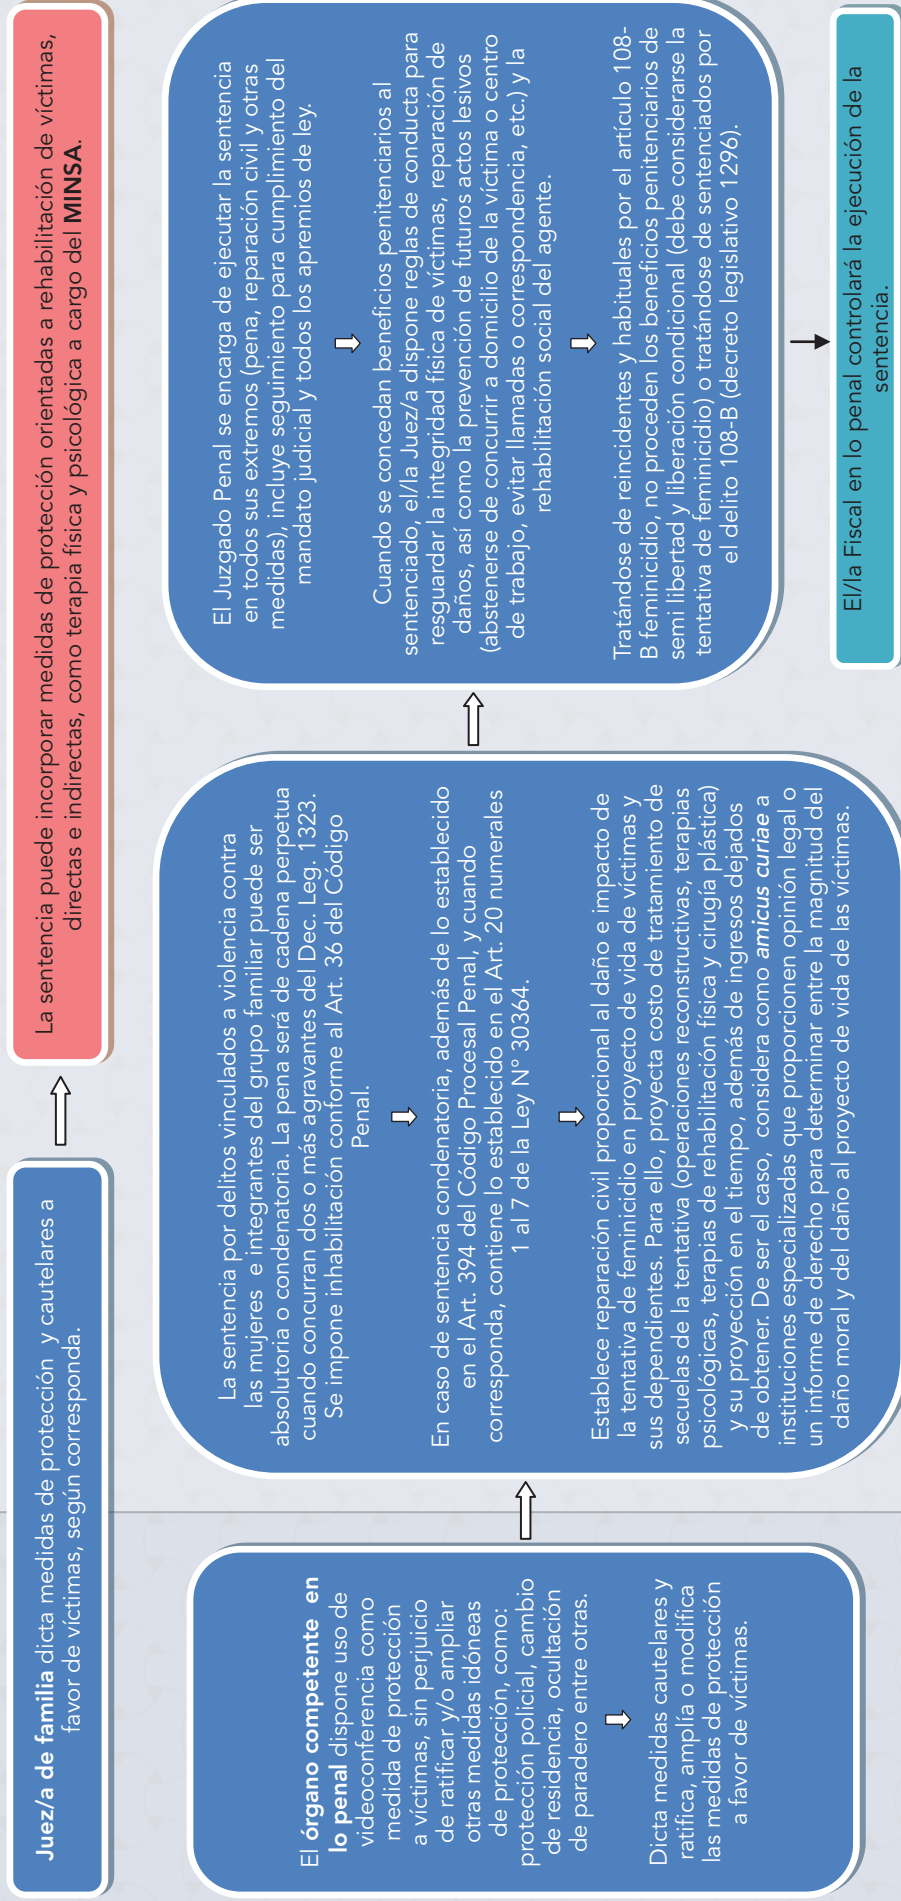 Juez/a de familia dicta medidas de protección y cautelares a
favor de víctimas, según corresponda.
La sentencia puede incorporar medidas de protección orientadas a rehabilitación de víctimas,
directas e indirectas, como terapia física y psicológica a cargo del MINSA.
El órgano competente en
lo penal dispone uso de
videoconferencia como
medida de protección
a víctimas, sin perjuicio
de ratificar y/o ampliar
otras medidas idóneas
de protección, como:
protección policial, cambio
de residencia, ocultación
de paradero entre otras.
Dicta medidas cautelares y
ratifica, amplía o modifica
las medidas de protección
a favor de víctimas.
La sentencia por delitos vinculados a violencia contra
las mujeres e integrantes del grupo familiar puede ser
absolutoria o condenatoria. La pena será de cadena perpetua
cuando concurran dos o más agravantes del Dec. Leg. 1323.
Se impone inhabilitación conforme al Art. 36 del Código
Penal.
En caso de sentencia condenatoria, además de lo establecido
en el Art. 394 del Código Procesal Penal, y cuando
corresponda, contiene lo establecido en el Art. 20 numerales
1 al 7 de la Ley N° 30364.
Establece reparación civil proporcional al daño e impacto de
la tentativa de feminicidio en proyecto de vida de víctimas y
sus dependientes. Para ello, proyecta costo de tratamiento de
secuelas de la tentativa (operaciones reconstructivas, terapias
psicológicas, terapias de rehabilitación física y cirugía plástica)
y su proyección en el tiempo, además de ingresos dejados
de obtener. De ser el caso, considera como amicus curiae a
instituciones especializadas que proporcionen opinión legal o
un informe de derecho para determinar entre la magnitud del
daño moral y del daño al proyecto de vida de las víctimas.
El Juzgado Penal se encarga de ejecutar la sentencia
en todos sus extremos (pena, reparación civil y otras
medidas), incluye seguimiento para cumplimiento del
mandato judicial y todos los apremios de ley.
Cuando se concedan beneficios penitenciarios al
sentenciado, el/la Juez/a dispone reglas de conducta para
resguardar la integridad física de víctimas, reparación de
daños, así como la prevención de futuros actos lesivos
(abstenerse de concurrir a domicilio de la víctima o cento
de trabajo, evitar llamadas o correspondencia, etc.) y la
rehabilitación social del agente.
Tratándose de reincidentes y habituales por el artículo 108-
B feminicidio, no proceden los beneficios penitenciarios de
semi libertad y liberación condicional (debe considerarse la
tentativa de feminicidio) o tratándose de sentenciados por
el delito 108-B (decreto legislativo 1296).
El/la Fiscal en lo penal controlará la ejecución de la
sentencia.